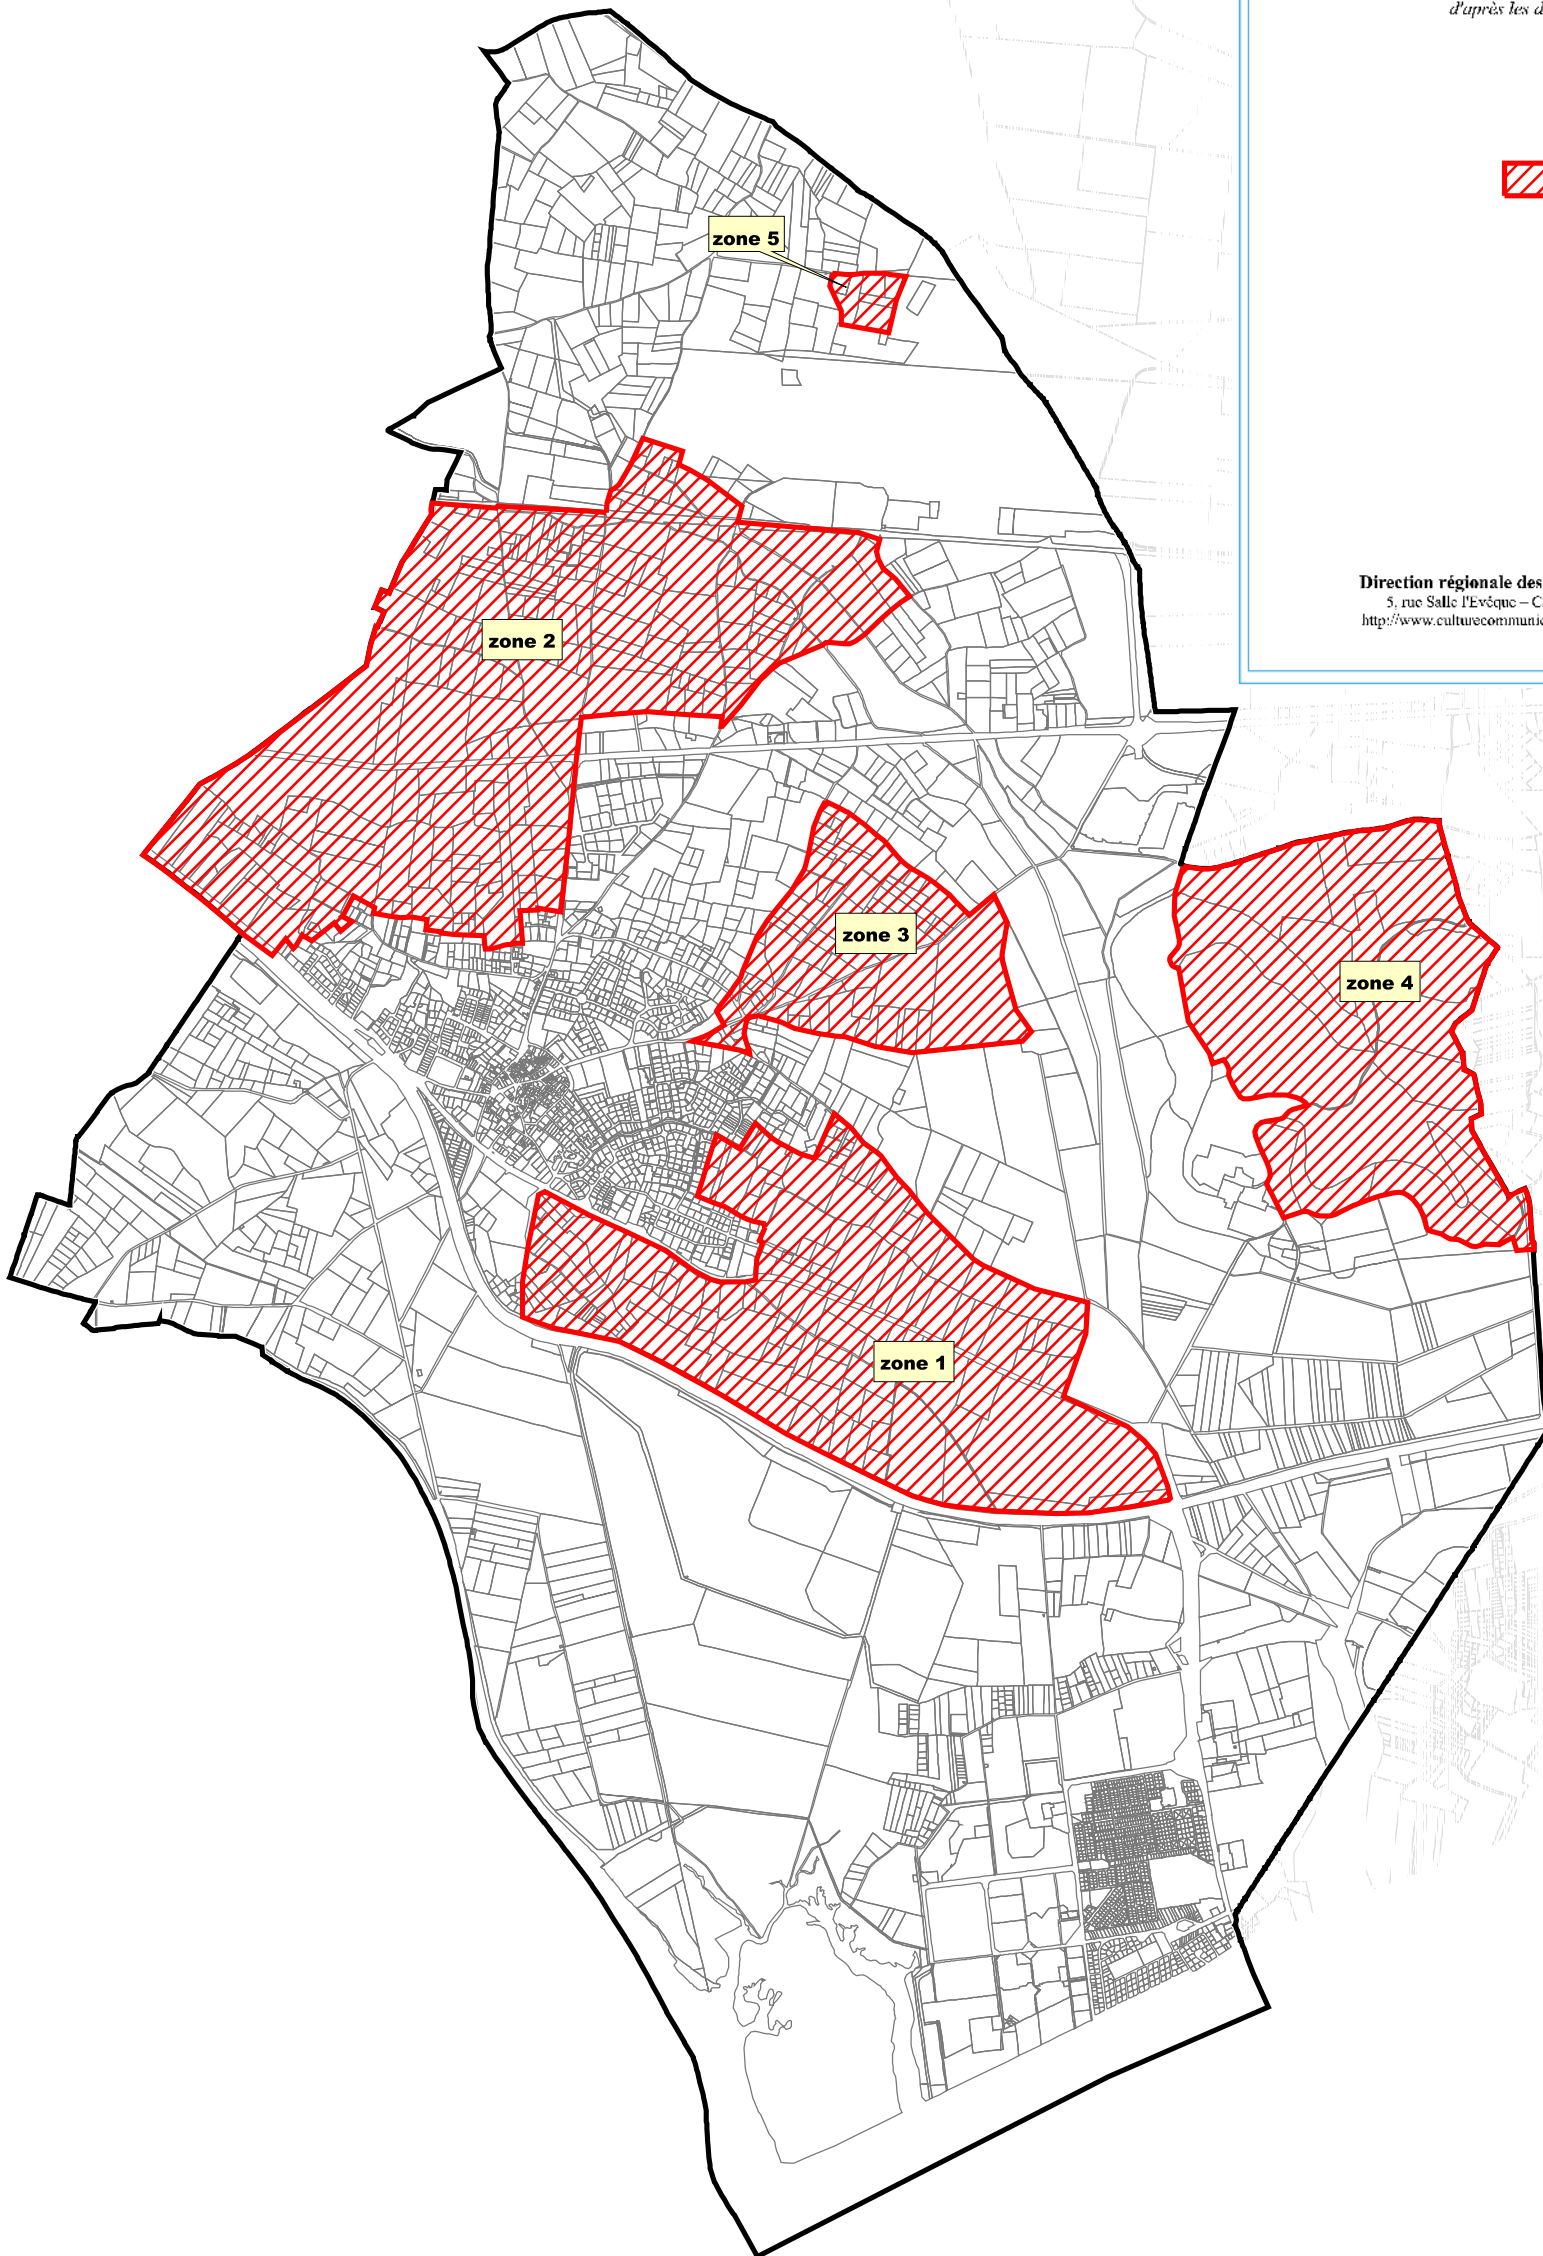 d'après les d
zone 5
Direction régionale des
5, rue Salle l'Evêque – C
http://www.culturecommunic
zone 2
zone 3
zone 4
zone 1